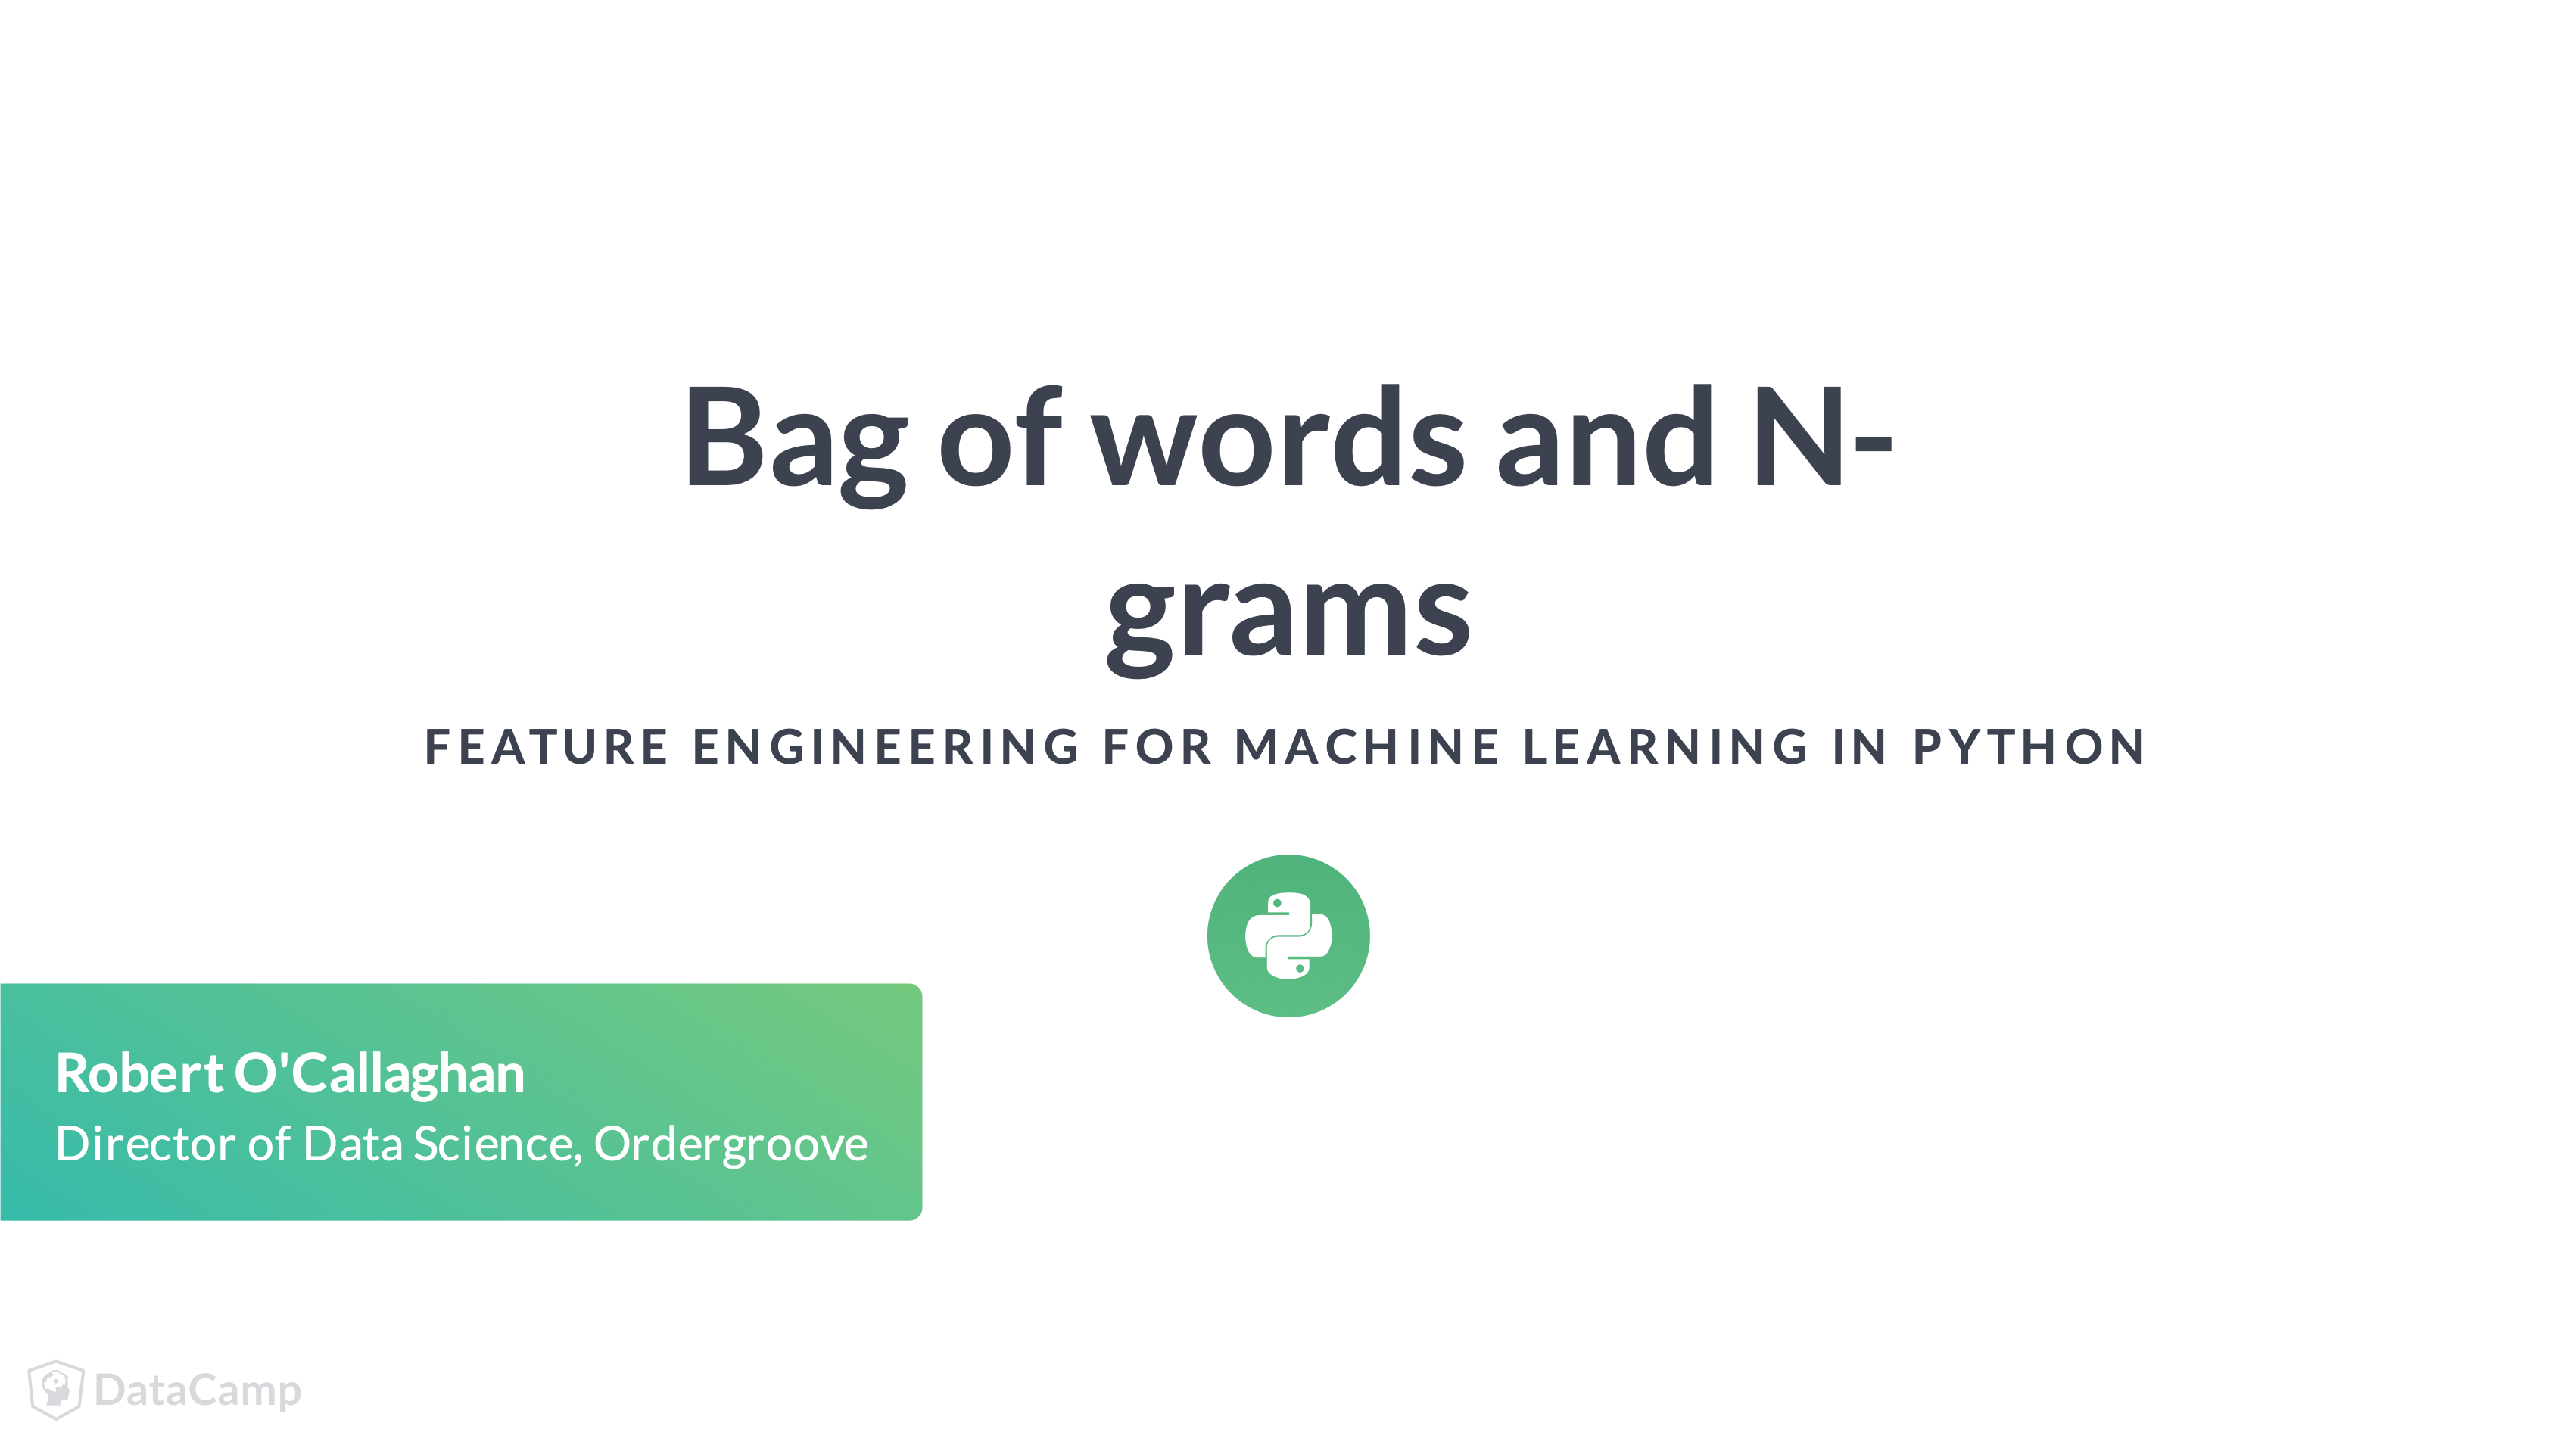 Bag of words and N-
grams
FEATURE ENGINEERING FOR MACHINE LEARNING IN PYTHON
Robert O'Callaghan
Director of Data Science, Ordergroove
DataCamp